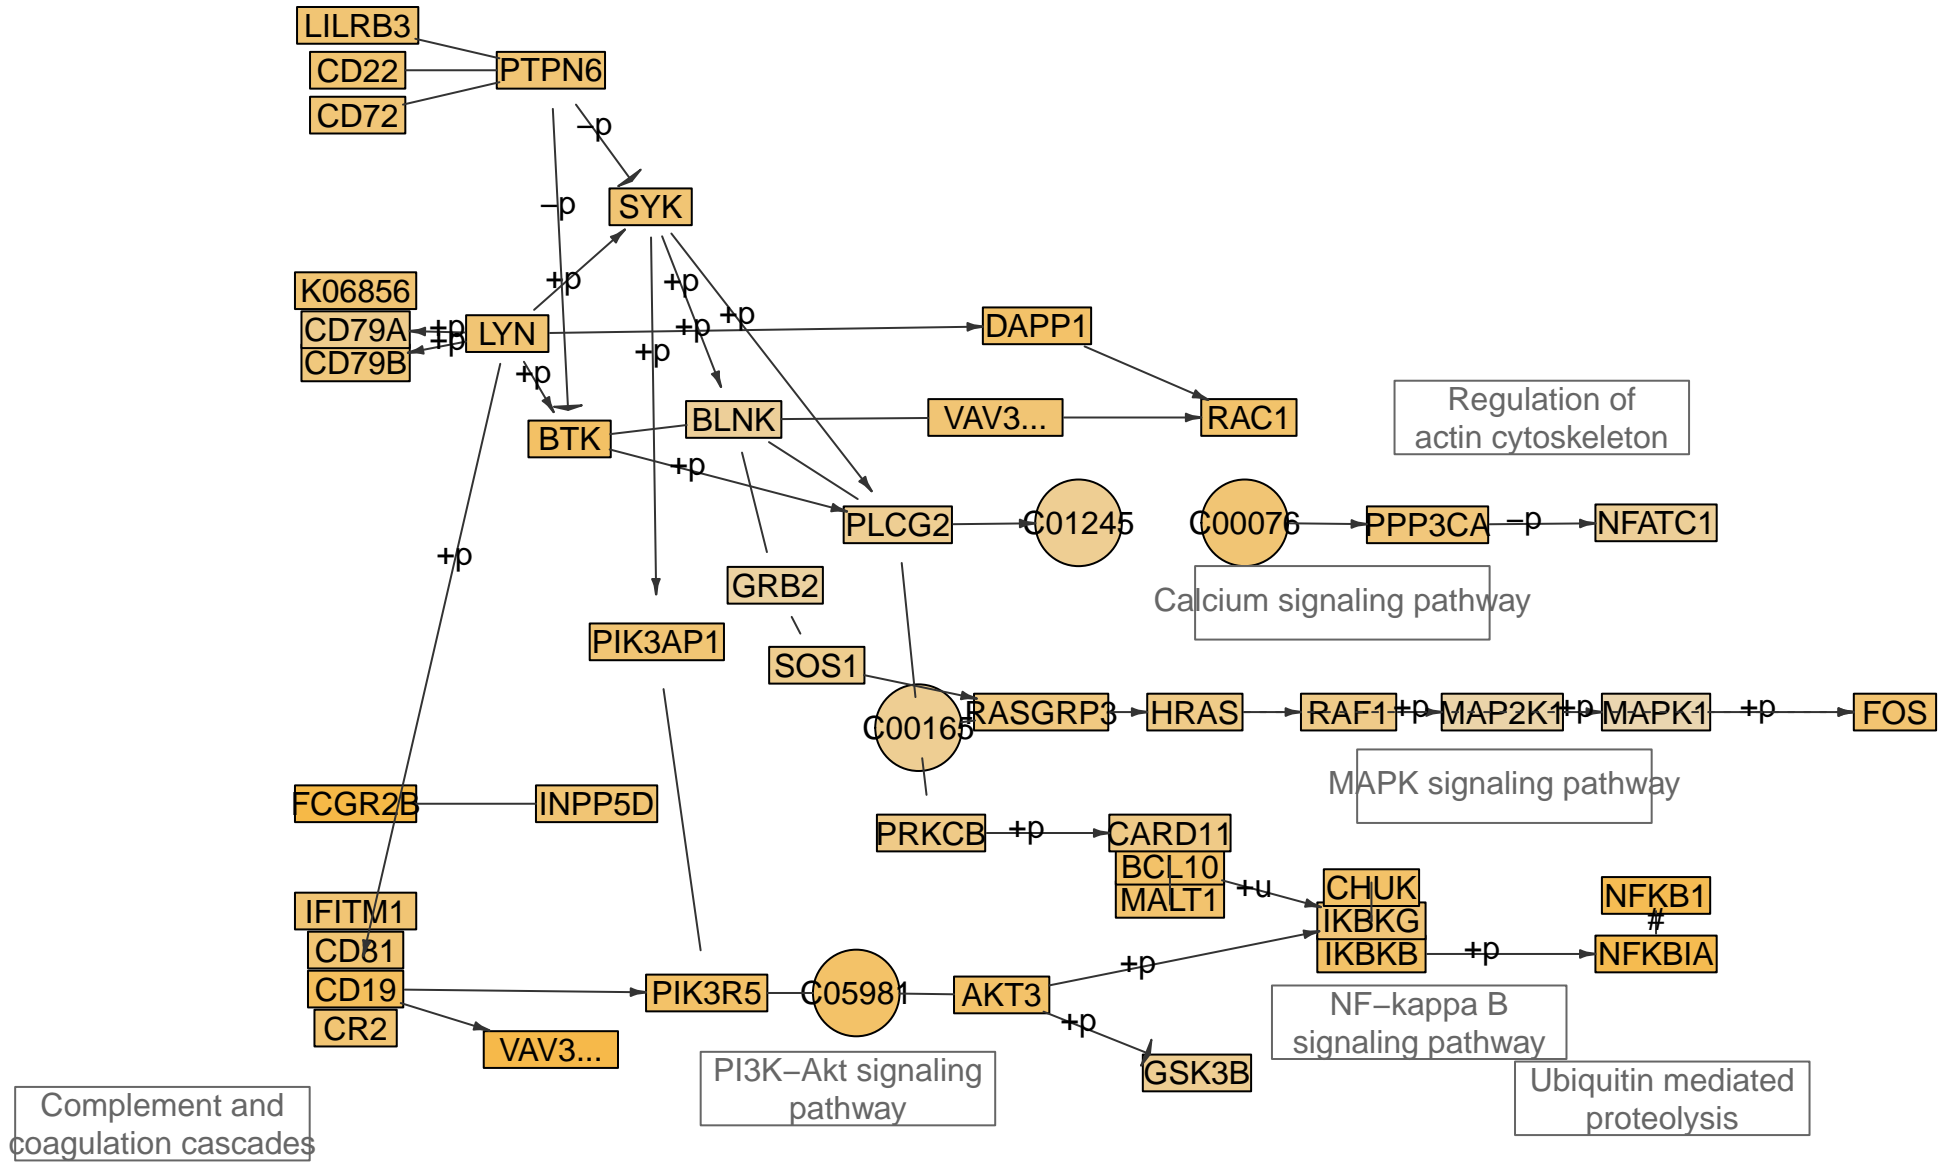 LILRB3
CD22
PTPN6
CD72
–p
SYK
–p
+p
+p
K06856
CD79A
+p
LYN
+p
+p
DAPP1
CD79B
+p
+p
+p
BTK
BLNK
VAV3...
RAC1
Regulation of
actin cytoskeleton
+p
PLCG2
C01245
C00076
PPP3CA
–p
NFATC1
+p
GRB2
Calcium signaling pathway
PIK3AP1
SOS1
C00165
RASGRP3
HRAS
RAF1
+p
MAP2K1
+p
MAPK1
+p
FOS
MAPK signaling pathway
FCGR2B
INPP5D
PRKCB
+p
CARD11
BCL10
+u
MALT1
CHUK
IKBKG
IKBKB
+p
NFKB1
#
NFKBIA
IFITM1
CD81
CD19
CR2
VAV3...
PIK3R5
C05981
AKT3
+p
+p
GSK3B
NF–kappa B
signaling pathway
PI3K–Akt signaling
pathway
Ubiquitin mediated
proteolysis
Complement and
coagulation cascades